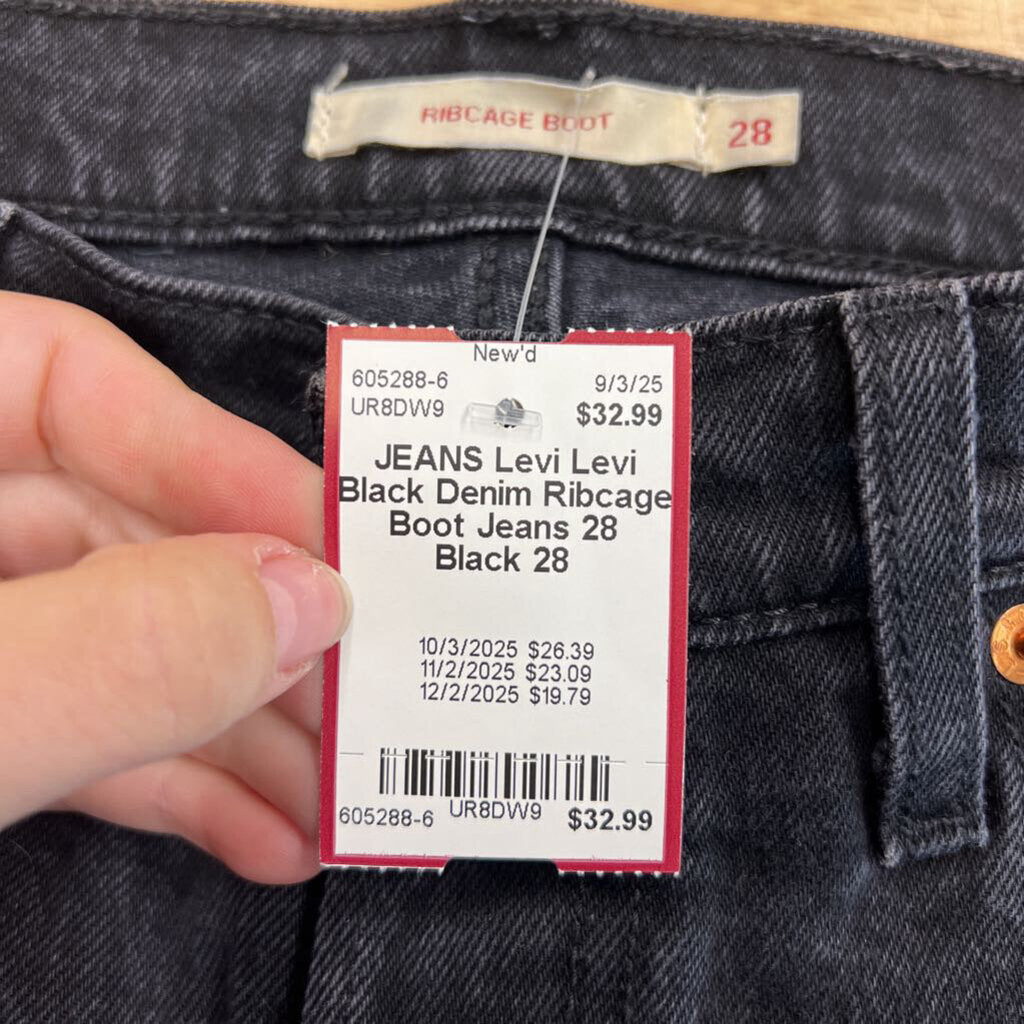 RIBCAGE BOOT
28
New'd
605288-6 9/3/25
UR8DW9 $32.99
JEANS Levi Levi
Black Denim Ribcage
Boot Jeans 28
Black 28
10/3/2025 $26.39
11/2/2025 $23.09
12/2/2025 $19.79
605288-6 UR8DW9 $32.99